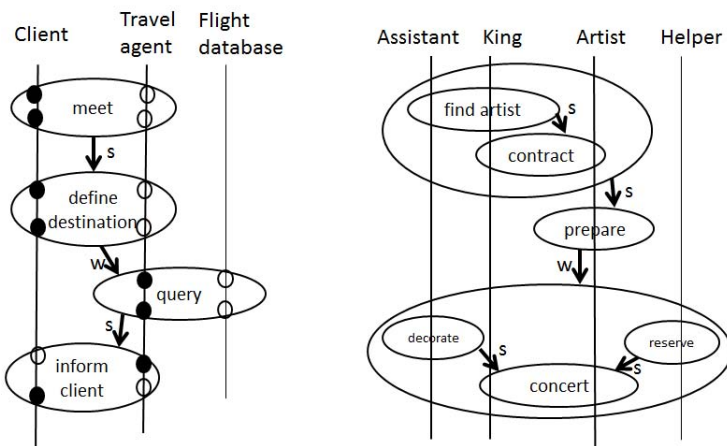 Client
Travel
agent
Flight
database
meet
s
define
destination
w
query
s
inform
client
Assistant
King
Artist
Helper
find artist
s
contract
s
prepare
w
decorate
reserve
s
s
concert